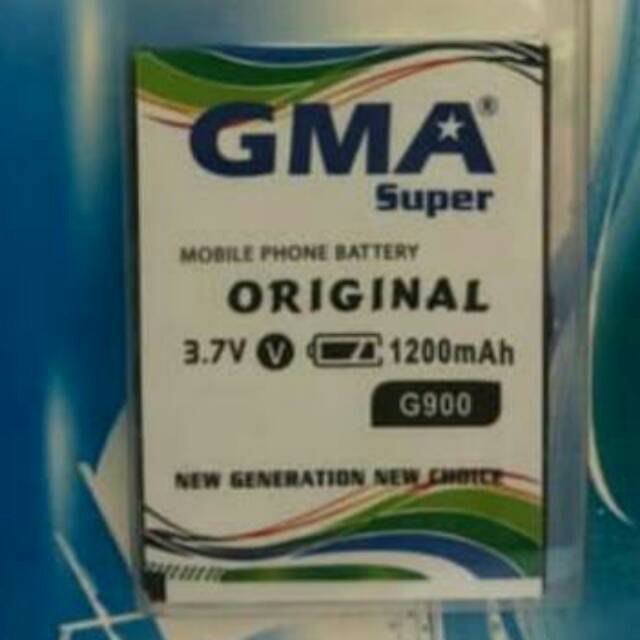 GMA®
Super
MOBILE PHONE BATTERY
ORIGINAL
3.7V V 1200mAh
G900
NEW GENERATION NEW CHOICE